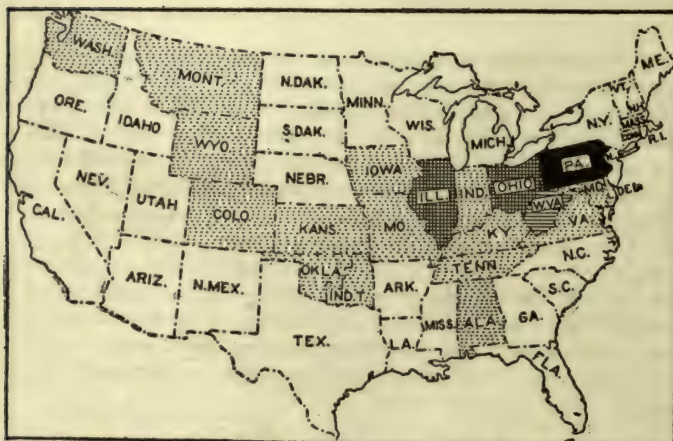 WASH.
MONT.
N.DAK.
MINN.
ME.
VT.
N.H.
ORE.
IDAHO
S.DAK.
WIS.
MICH.
N.Y.
MASS.
R.I.
WYO.
IOWA
PA.
NEBR.
NEV.
UTAH
COLO.
ILL.
IND.
OHIO
MD.
DEL.
W.VA.
CAL.
KANS.
MO.
KY.
VA.
OKLA.
IND.T.
TENN.
N.C.
ARIZ.
N.MEX.
ARK.
S.C.
TEX.
MISS.
ALA.
GA.
LA.
FLA.